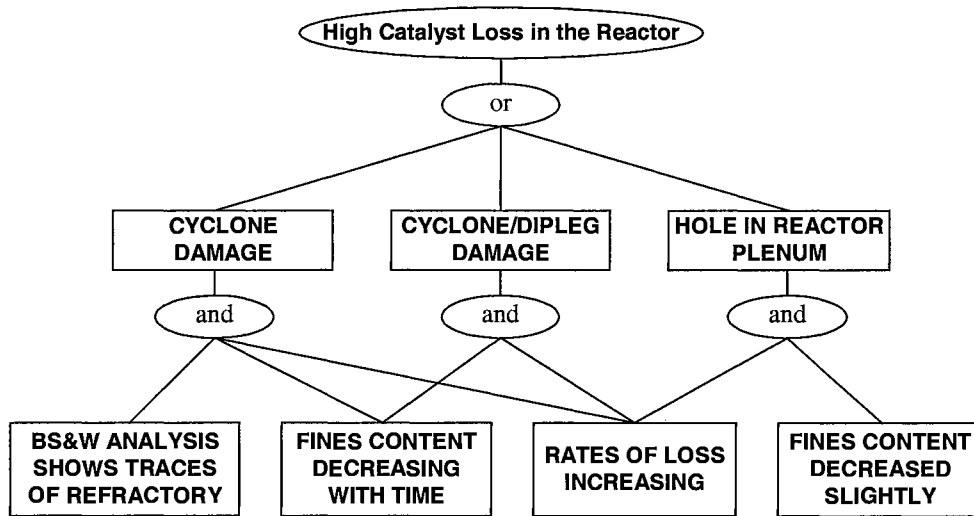 High Catalyst Loss in the Reactor
or
CYCLONE
DAMAGE
CYCLONE/DIPLEG
DAMAGE
HOLE IN REACTOR
PLENUM
and
and
and
BS&W ANALYSIS
SHOWS TRACES
OF REFRACTORY
FINES CONTENT
DECREASING
WITH TIME
RATES OF LOSS
INCREASING
FINES CONTENT
DECREASED
SLIGHTLY